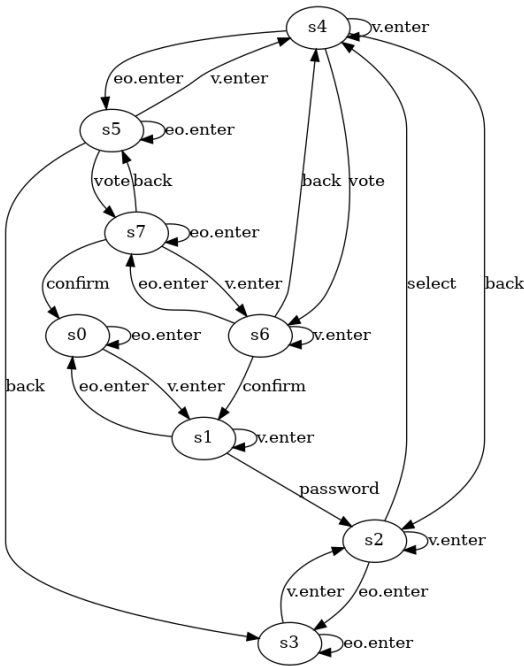 s4
v.enter
eo.enter
v.enter
s5
eo.enter
vote
back
back
vote
s7
eo.enter
confirm
eo.enter
v.enter
select
back
s0
eo.enter
s6
v.enter
back
eo.enter
v.enter
confirm
s1
v.enter
password
s2
v.enter
v.enter
eo.enter
s3
eo.enter